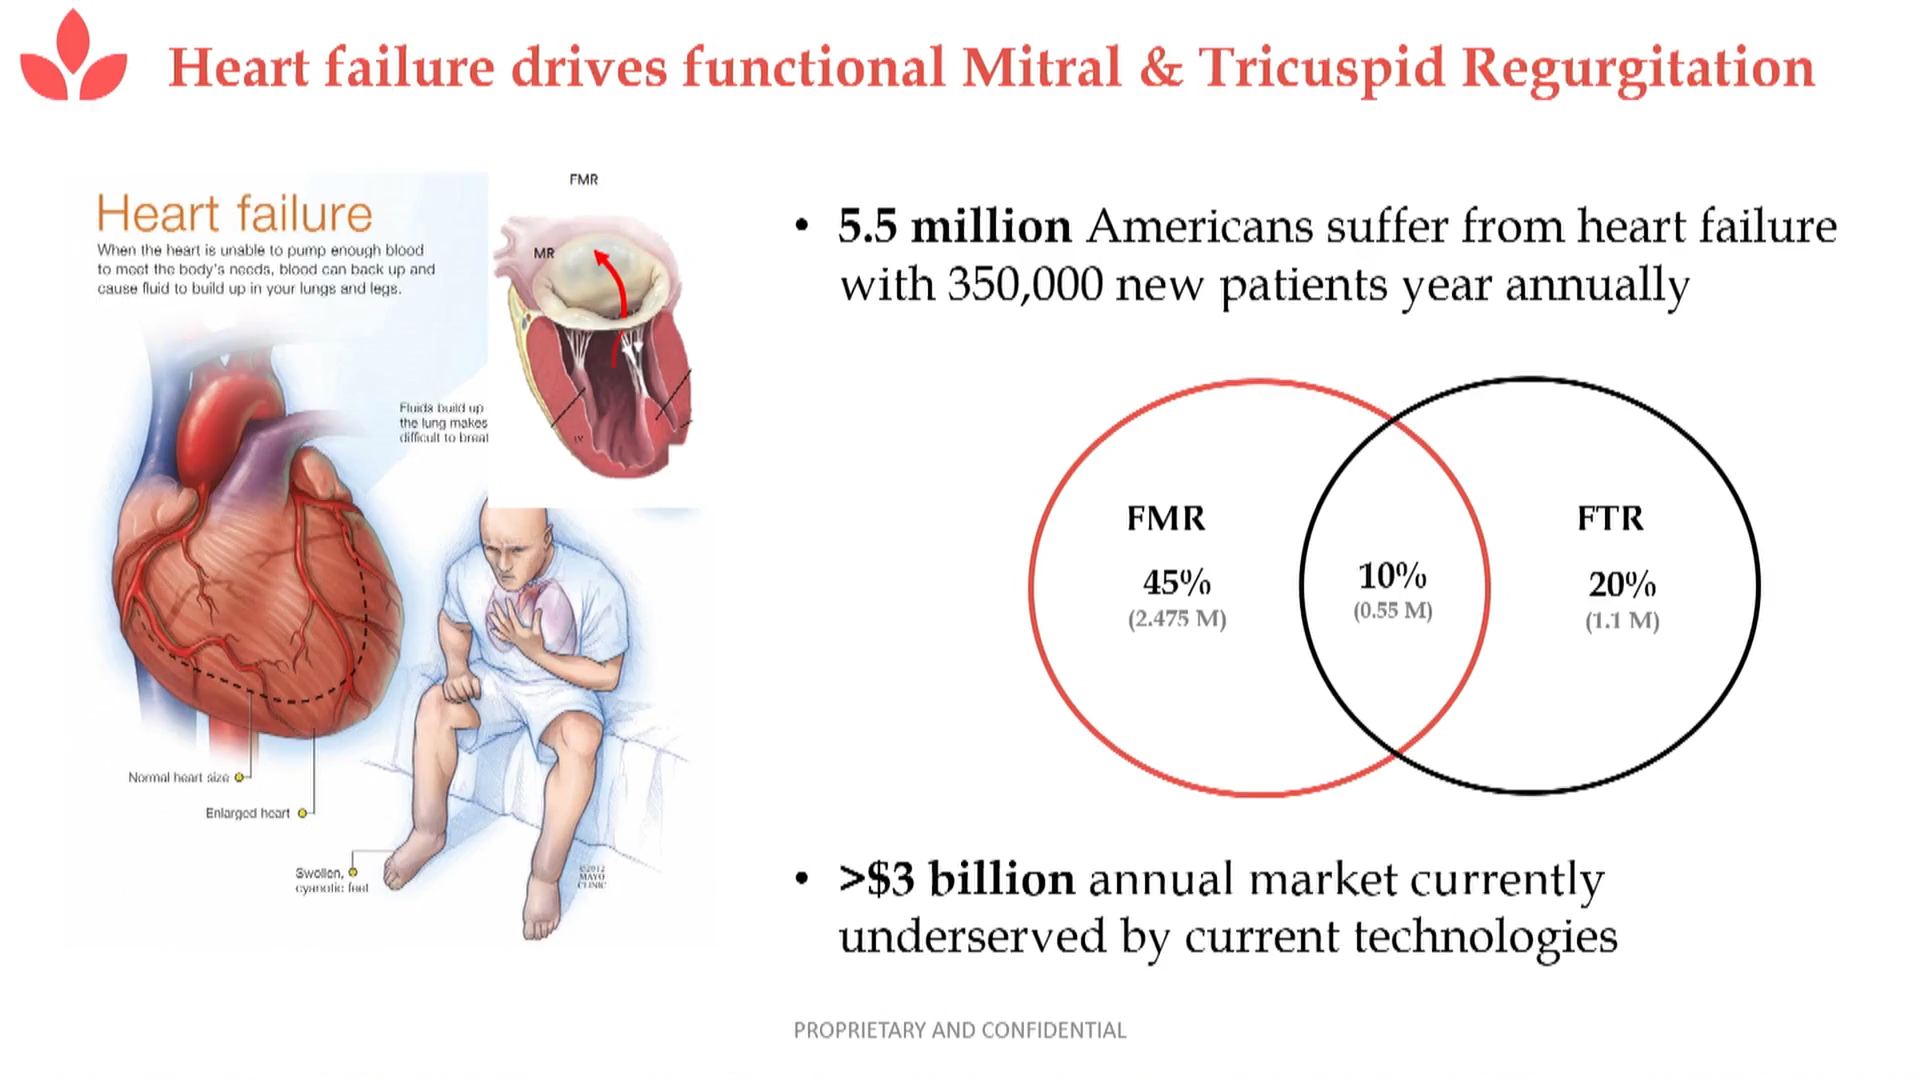 Heart failure drives functional Mitral & Tricuspid Regurgitation
Heart failure
When the heart is unable to pump enough blood
to meet the body's needs, blood can back up and
cause fluid to build up in your lungs and legs.
FMR
MR
Fluids build up
the lung makes
difficult to breat
Normal heart size
Enlarged heart
Swollen,
cyanotic feet
©2012
MAYO
CLINIC
• 5.5 million Americans suffer from heart failure
with 350,000 new patients year annually
FMR
45%
(2.475 M)
10%
(0.55 M)
FTR
20%
(1.1 M)
• >$3 billion annual market currently
underserved by current technologies
PROPRIETARY AND CONFIDENTIAL